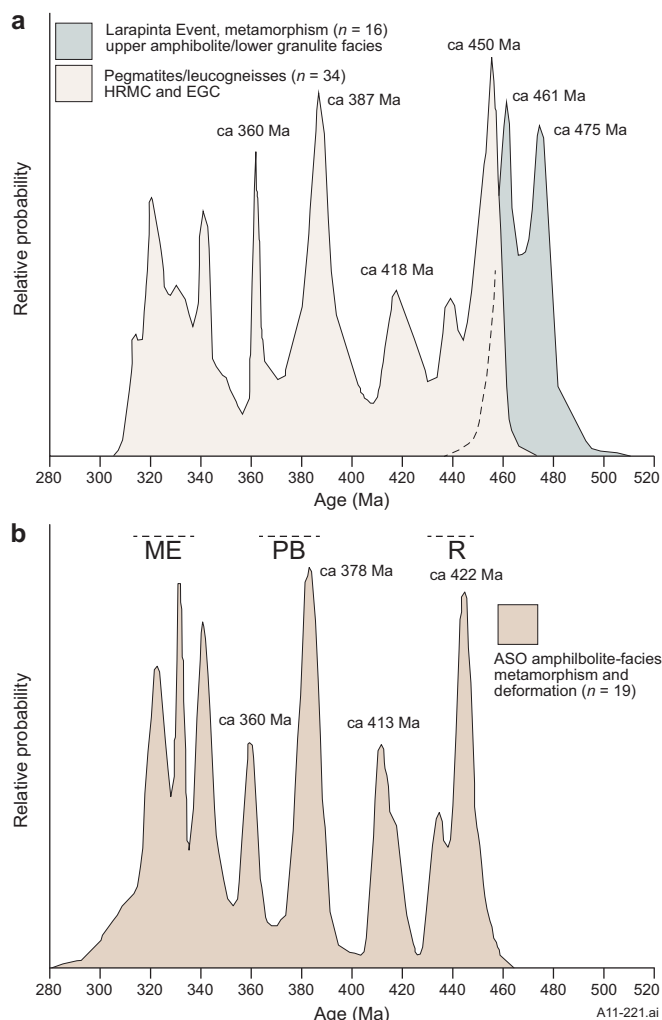 a
Larapinta Event, metamorphism (n = 16)
upper amphibolite/lower granulite facies
Pegmatites/leucogneisses (n = 34)
HRMC and EGC
ca 450 Ma
ca 387 Ma
ca 461 Ma
ca 360 Ma
ca 475 Ma
ca 418 Ma
Relative probability
280 300 320 340 360 380 400 420 440 460 480 500 520
Age (Ma)
b
ME PB R
ca 378 Ma
ca 422 Ma
ASO amphilbolite-facies
metamorphism and
deformation (n = 19)
ca 360 Ma
ca 413 Ma
Relative probability
280 300 320 340 360 380 400 420 440 460 480 500 520
Age (Ma)
A11-221.ai